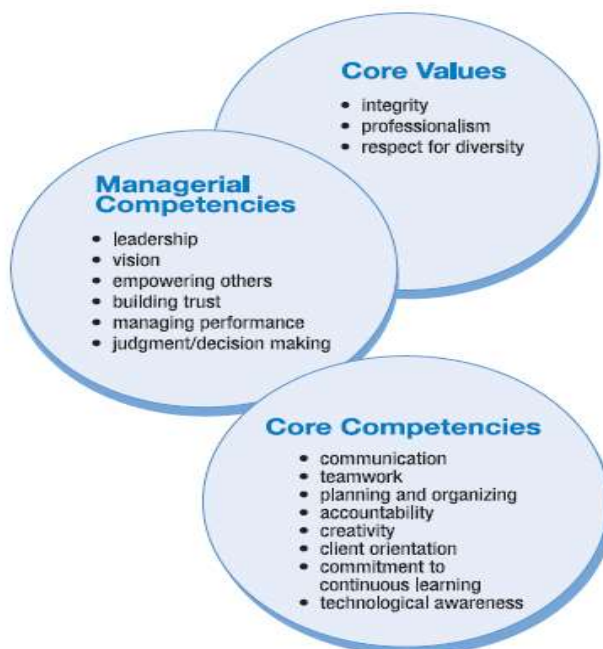 Core Values
• integrity
• professionalism
• respect for diversity
Managerial
Competencies
• leadership
• vision
• empowering others
• building trust
• managing performance
• judgment/decision making
Core Competencies
• communication
• teamwork
• planning and organizing
• accountability
• creativity
• client orientation
• commitment to
continuous learning
• technological awareness